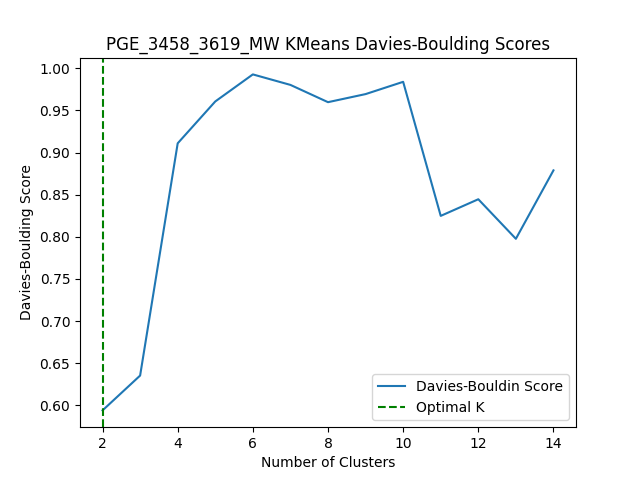 PGE_3458_3619_MW KMeans Davies-Boulding Scores
1.00
0.95
0.90
0.85
0.80
0.75
0.70
0.65
0.60
Davies-Boulding Score
Davies-Bouldin Score
Optimal K
2 4 6 8 10 12 14
Number of Clusters